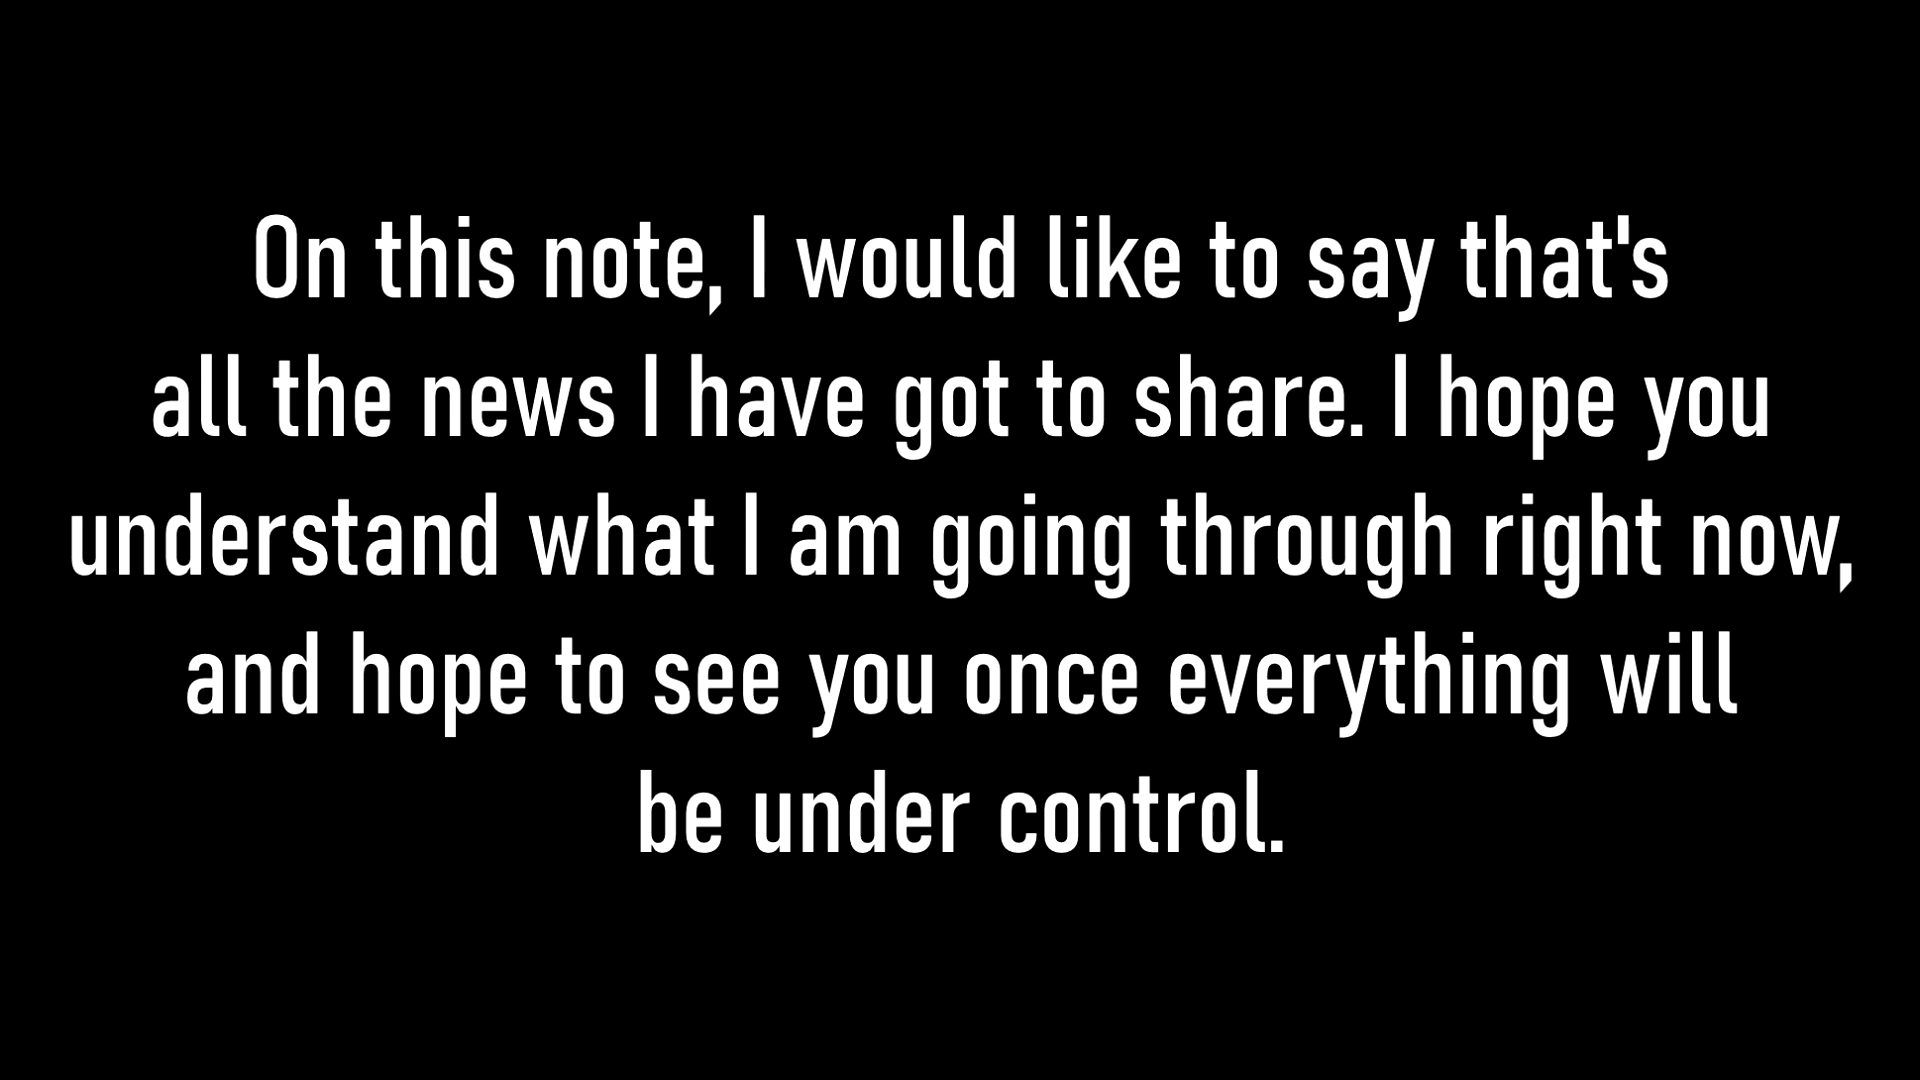 On this note, I would like to say that's
all the news I have got to share. I hope you
understand what I am going through right now,
and hope to see you once everything will
be under control.